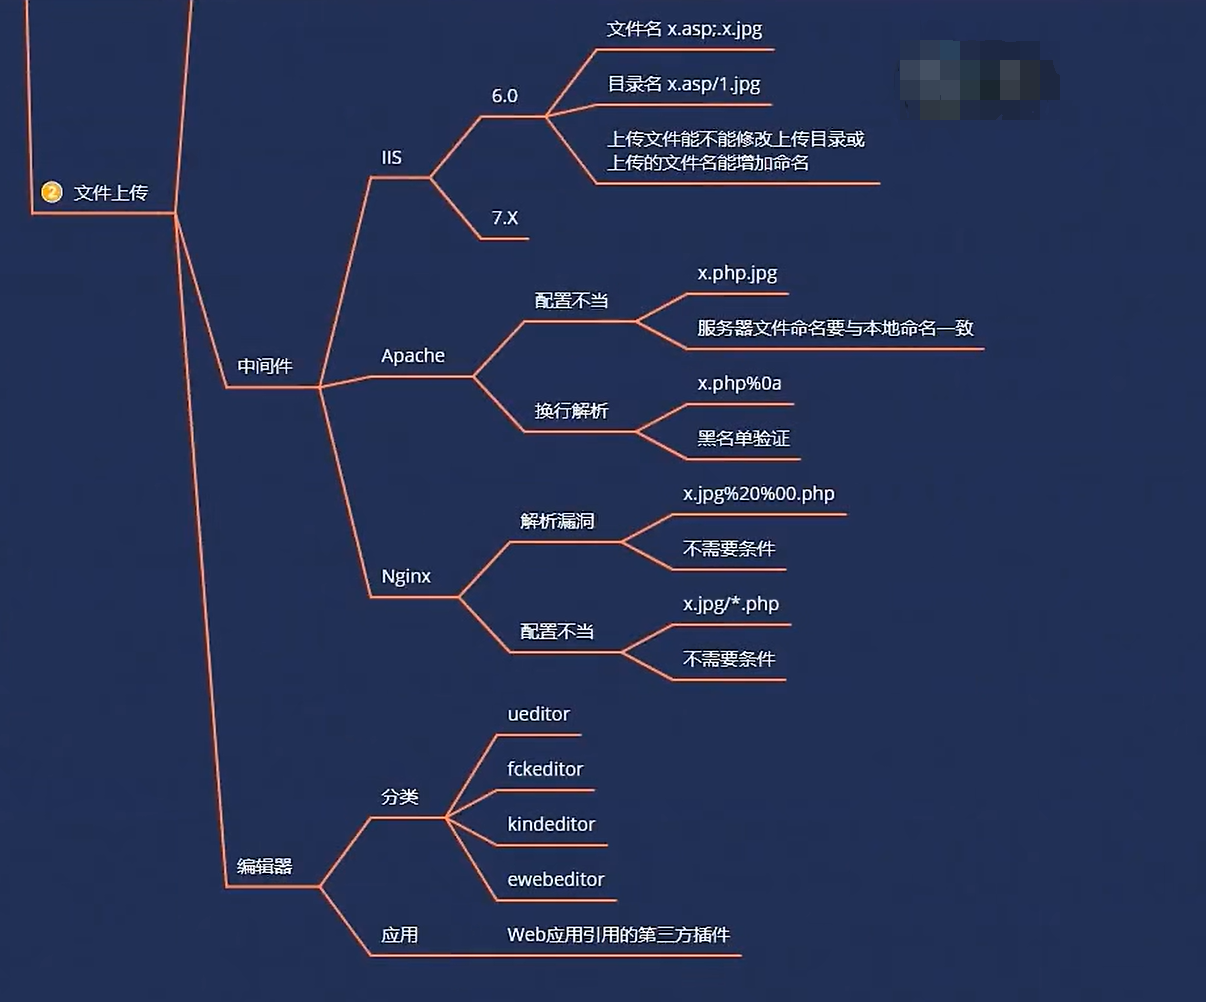 文件名 x.asp;.x.jpg
目录名 x.asp/1.jpg
6.0
上传文件能不能修改上传目录或
上传的文件名能增加命名
IIS
② 文件上传
7.X
x.php.jpg
配置不当
服务器文件命名要与本地命名一致
Apache
中间件
x.php%0a
换行解析
黑名单验证
x.jpg%20%00.php
解析漏洞
不需要条件
Nginx
x.jpg/*.php
配置不当
不需要条件
ueditor
fckeditor
分类
kindeditor
编辑器
ewebeditor
应用
Web应用引用的第三方插件